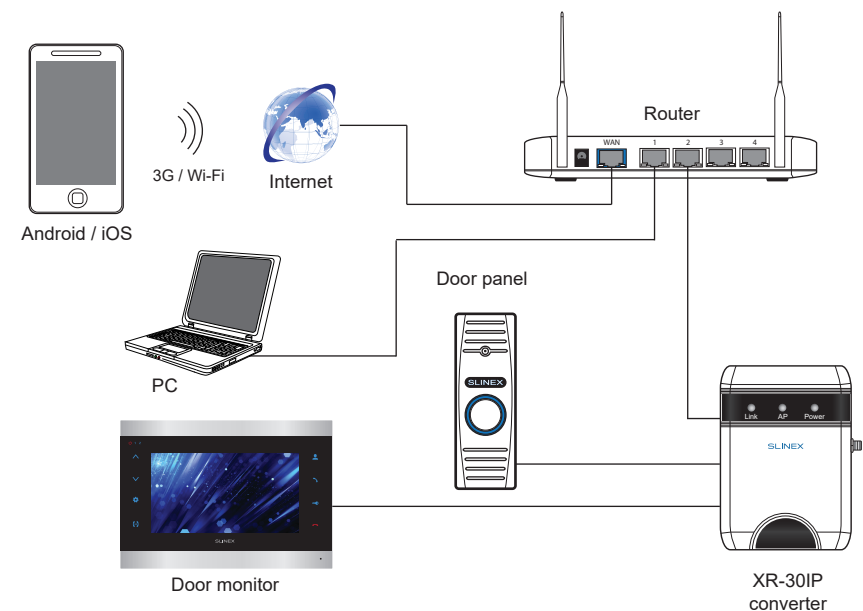 Router
WAN
1
2
3
4
3G / Wi-Fi
Internet
Android / iOS
Door panel
SLINEX
PC
Link
AP
Power
SLINEX
SLINEX
Door monitor
XR-30IP
converter